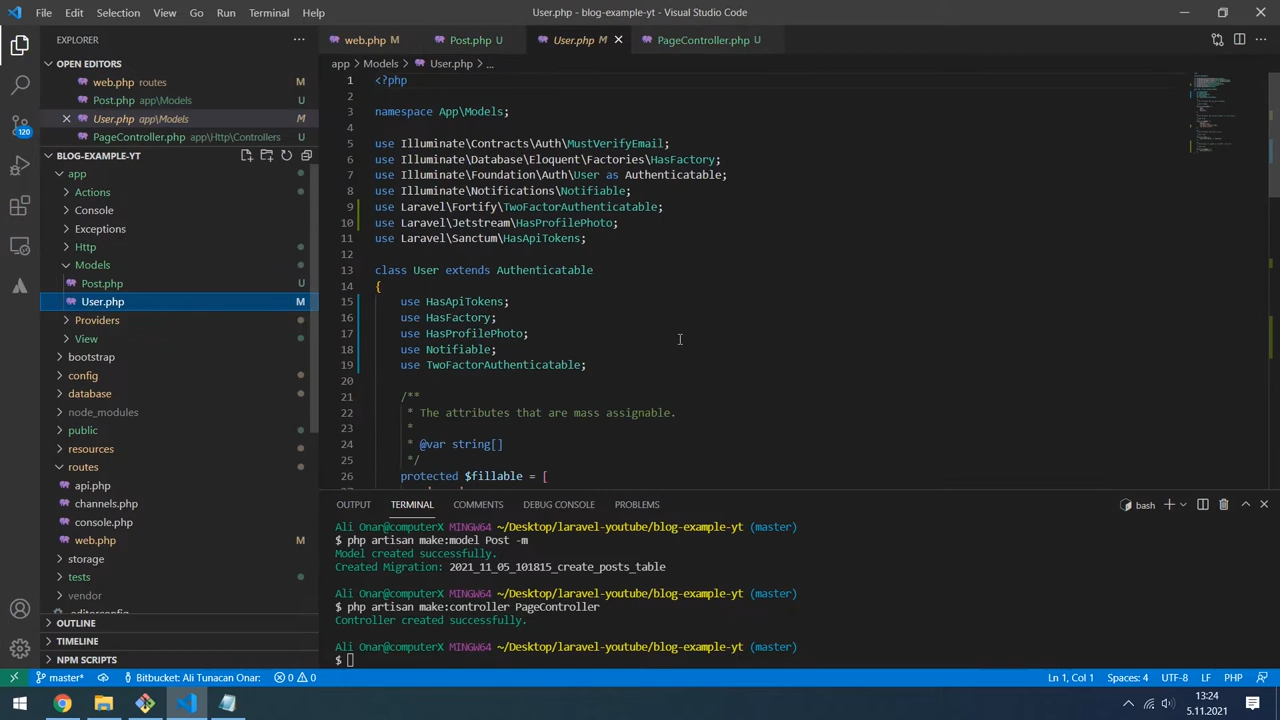 File Edit Selection View Go Run Terminal Help
User.php - blog-example-yt - Visual Studio Code
EXPLORER
OPEN EDITORS
web.php routes M
Post.php app\Models U
User.php app\Models M
PageController.php app\Http\Controllers U
120
BLOG-EXAMPLE-YT
app
Actions
Console
Exceptions
Http
Models
Post.php U
User.php M
Providers
View
bootstrap
config
database
node_modules
public
resources
routes
api.php
channels.php
console.php
web.php M
storage
tests
vendor
.editorconfig
OUTLINE
TIMELINE
NPM SCRIPTS
web.php M
Post.php U
User.php M
PageController.php U
app > Models > User.php > ...
1 <?php
2
3 namespace App\Models;
4
5 use Illuminate\Contracts\Auth\MustVerifyEmail;
6 use Illuminate\Database\Eloquent\Factories\HasFactory;
7 use Illuminate\Foundation\Auth\User as Authenticatable;
8 use Illuminate\Notifications\Notifiable;
9 use Laravel\Fortify\TwoFactorAuthenticatable;
10 use Laravel\Jetstream\HasProfilePhoto;
11 use Laravel\Sanctum\HasApiTokens;
12
13 class User extends Authenticatable
14 {
15 use HasApiTokens;
16 use HasFactory;
17 use HasProfilePhoto;
18 use Notifiable;
19 use TwoFactorAuthenticatable;
20
21 /**
22 * The attributes that are mass assignable.
23 *
24 * @var string[]
25 */
26 protected $fillable = [
OUTPUT TERMINAL COMMENTS DEBUG CONSOLE PROBLEMS
bash
Ali Onar@computerX MINGW64 ~/Desktop/laravel-youtube/blog-example-yt (master)
$ php artisan make:model Post -m
Model created successfully.
Created Migration: 2021_11_05_101815_create_posts_table
Ali Onar@computerX MINGW64 ~/Desktop/laravel-youtube/blog-example-yt (master)
$ php artisan make:controller PageController
Controller created successfully.
Ali Onar@computerX MINGW64 ~/Desktop/laravel-youtube/blog-example-yt (master)
$
master* Bitbucket: Ali Tunacan Onar: 0 0
Ln 1, Col 1 Spaces: 4 UTF-8 LF PHP
13:24
5.11.2021